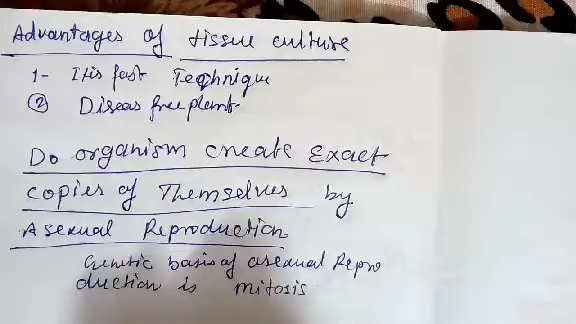 Advantages of tissue culture
1- It is fast Technique
② Diseas free plant
Do organism create Exact
copies of Themselves by
Asexual Reproduction
Genetic basis of asexual Repro
duction is mitosis